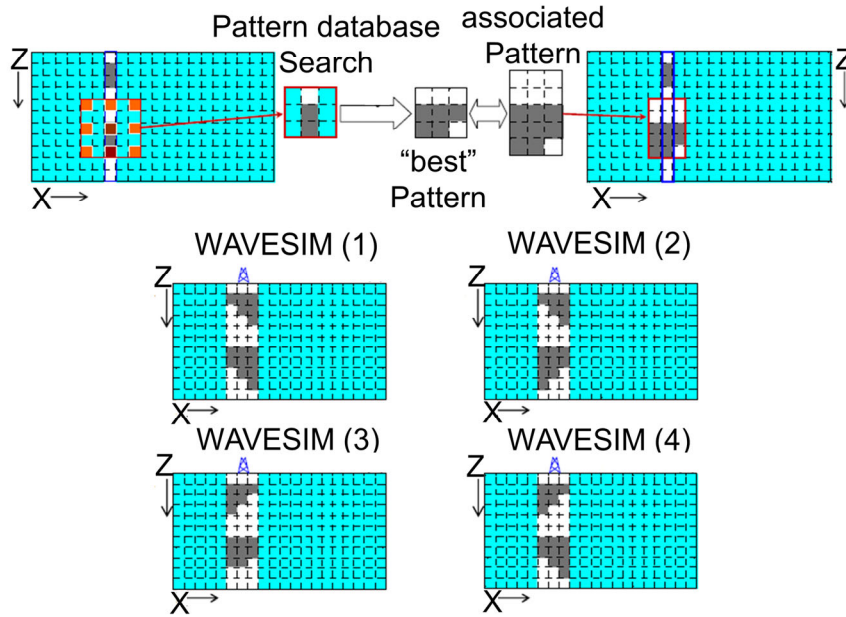 Pattern database
Search
associated
Pattern
Z
X
"best"
Pattern
Z
X
WAVESIM (1)
WAVESIM (2)
Z
X
Z
X
WAVESIM (3)
WAVESIM (4)
Z
X
Z
X